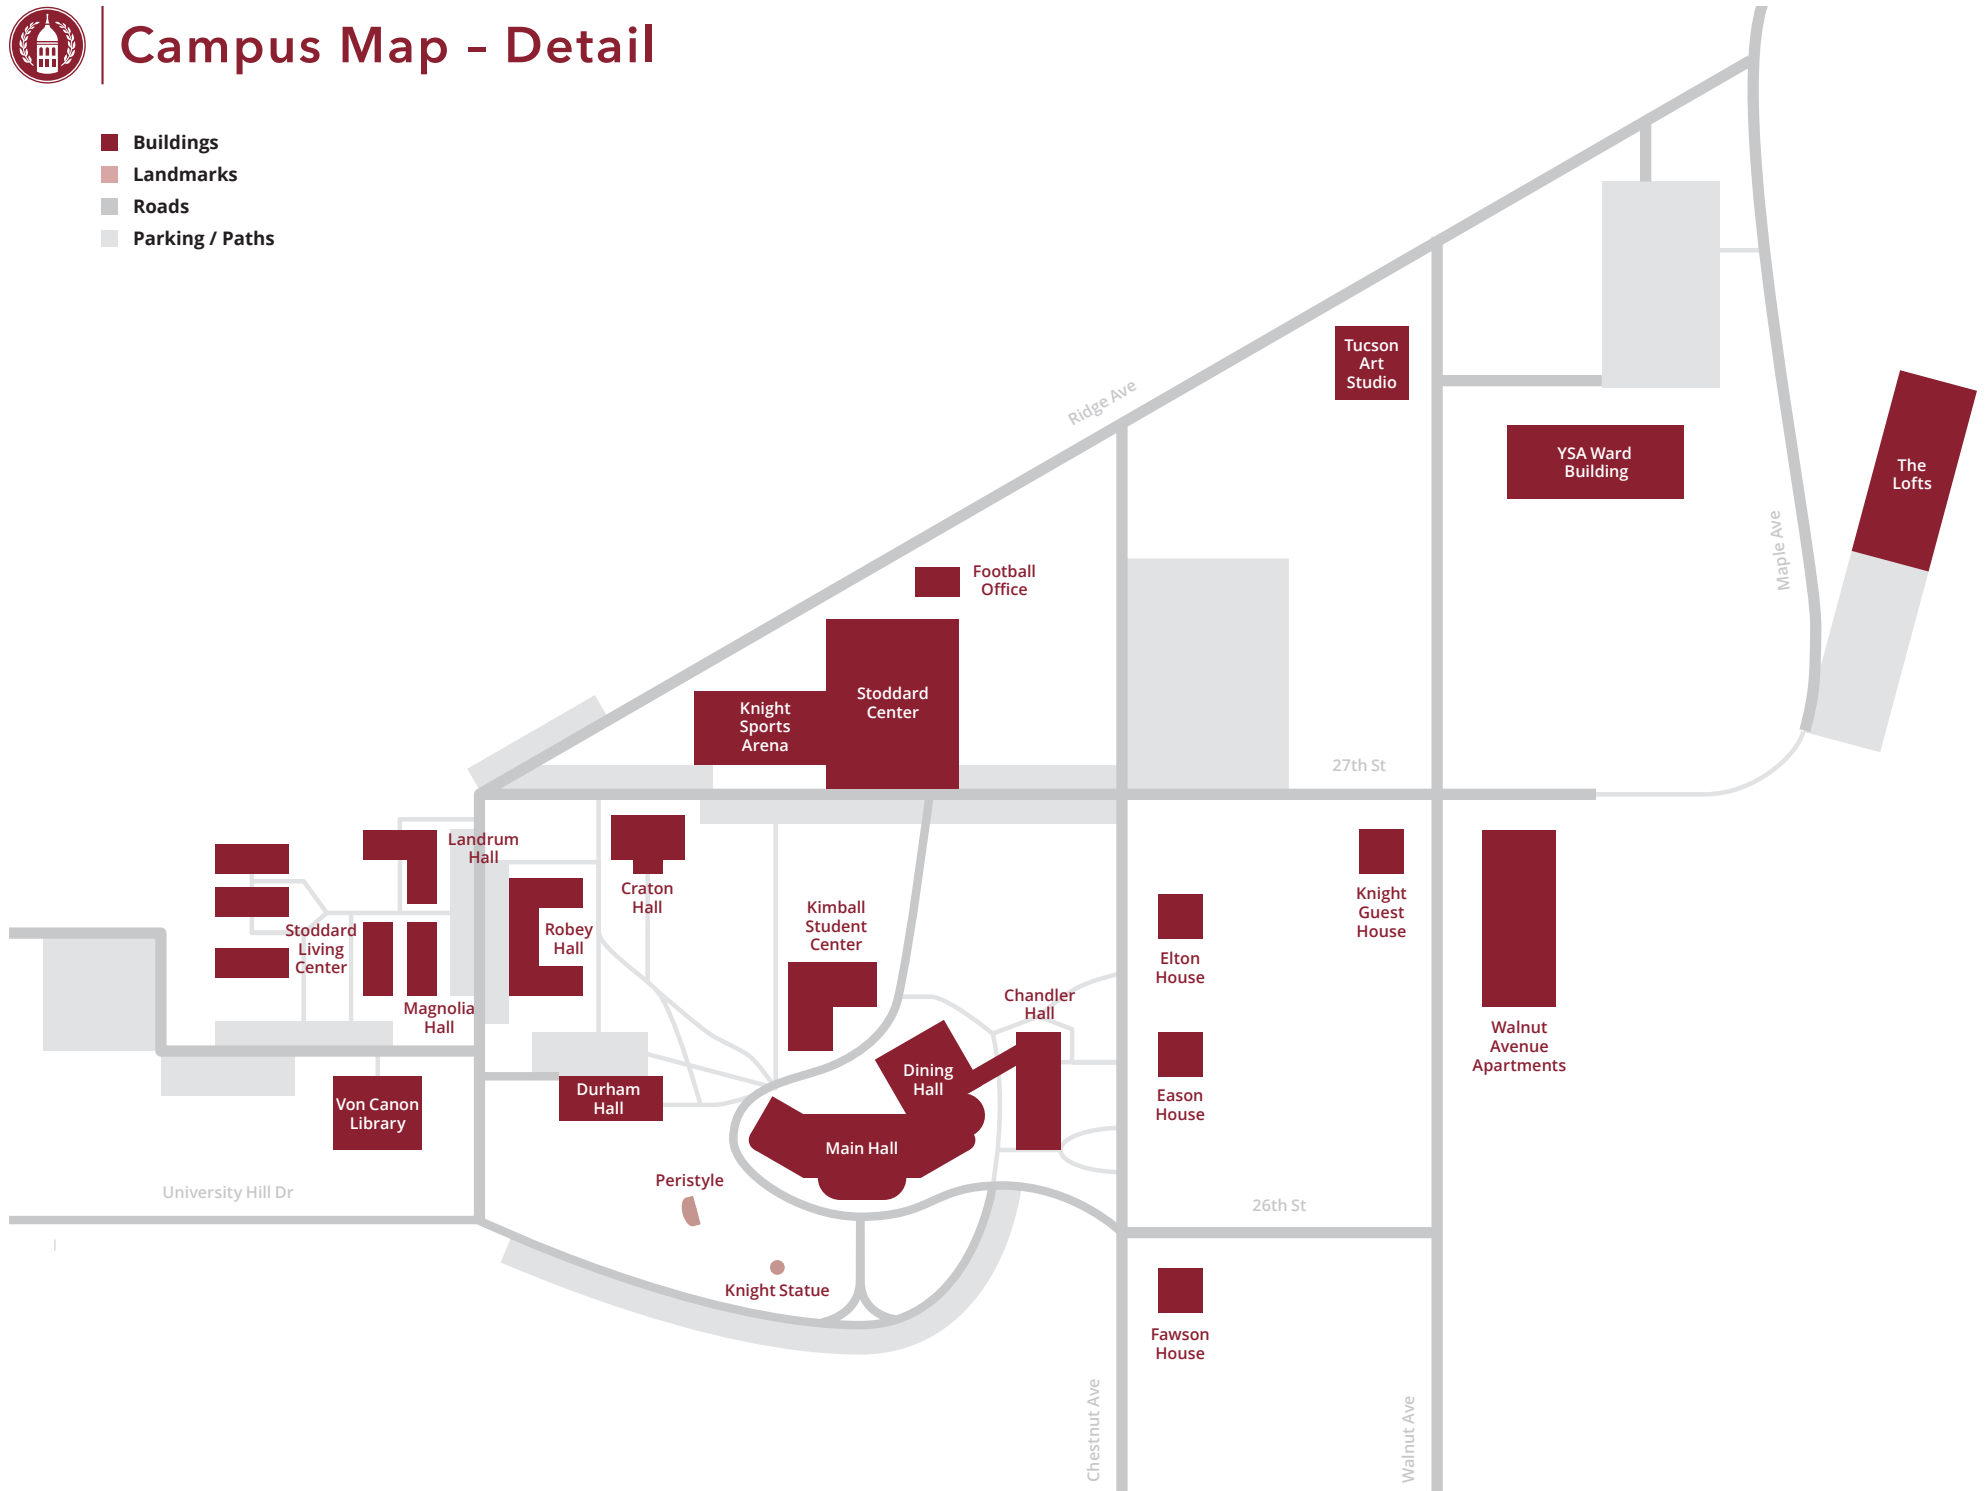 Campus Map – Detail
Buildings
Landmarks
Roads
Parking / Paths
Ridge Ave
Tucson
Art
Studio
YSA Ward
Building
The
Lofts
Maple Ave
Football
Office
Stoddard
Center
Knight
Sports
Arena
27th St
Landrum
Hall
Craton
Hall
Robey
Hall
Kimball
Student
Center
Stoddard
Living
Center
Magnolia
Hall
Knight
Guest
House
Elton
House
Chandler
Hall
Walnut
Avenue
Apartments
Dining
Hall
Durham
Hall
Von Canon
Library
Eason
House
Main Hall
Peristyle
University Hill Dr
26th St
Knight Statue
Fawson
House
Chestnut Ave
Walnut Ave